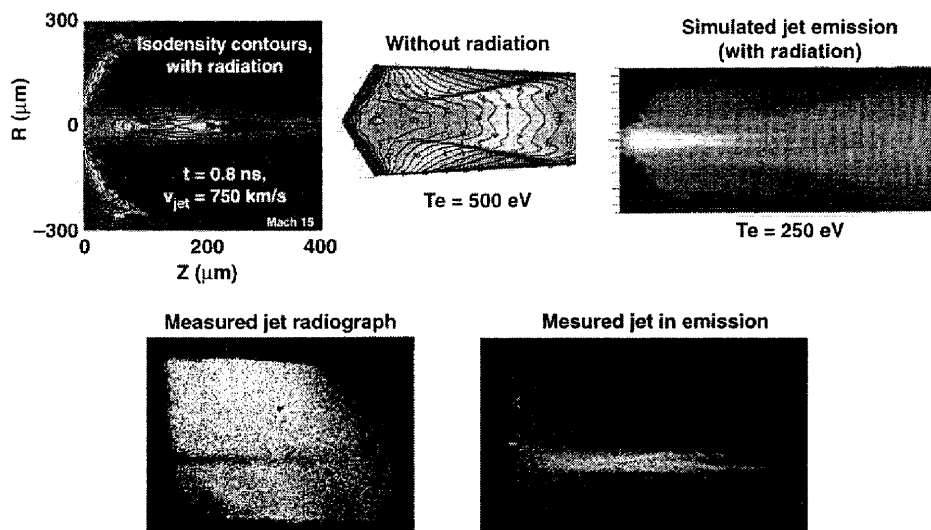 Isodensity contours,
with radiation
t = 0.8 ns,
vjet = 750 km/s
Mach 15
R (μm)
300
0
−300
0
200
400
Z (μm)
Without radiation
Te = 500 eV
Simulated jet emission
(with radiation)
Te = 250 eV
Measured jet radiograph
Mesured jet in emission